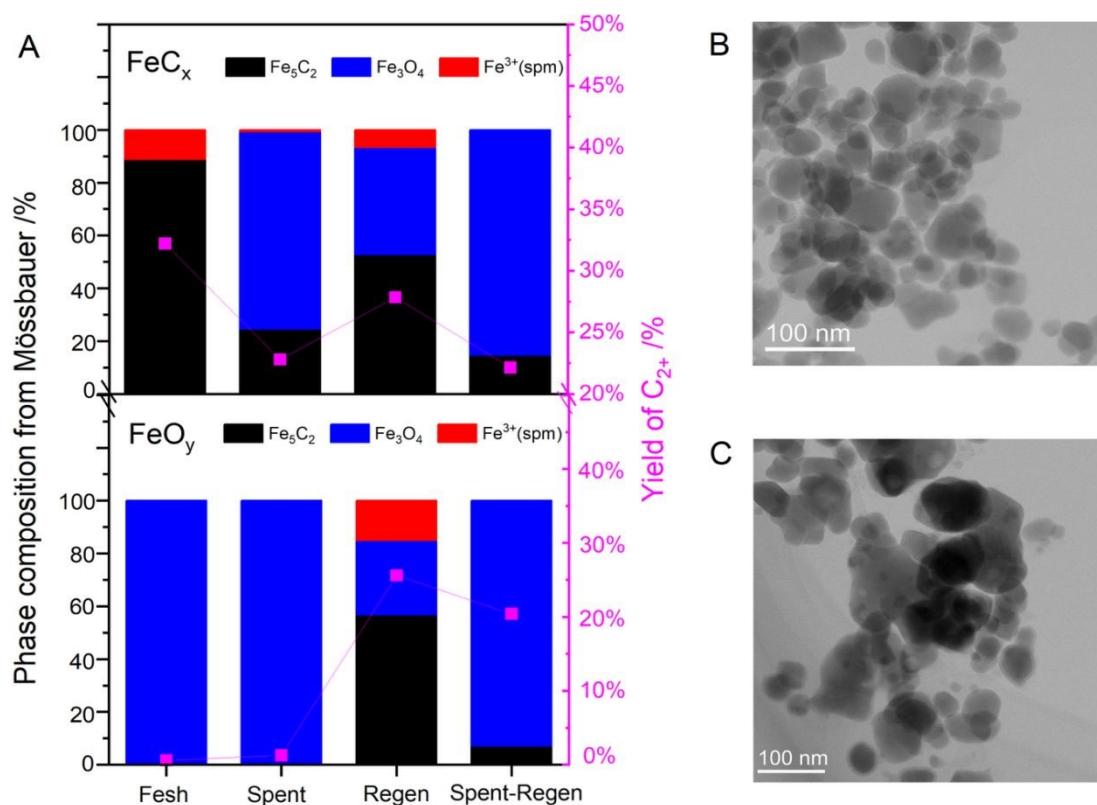 A
FeCx
Fe5C2
Fe3O4
Fe3+(spm)
100
80
60
40
20
0
50%
45%
40%
35%
30%
25%
20%
FeOy
Fe5C2
Fe3O4
Fe3+(spm)
100
80
60
40
20
0
40%
30%
20%
10%
0%
Phase composition from Mössbauer /%
Yield of C2+ /%
Fesh
Spent
Regen
Spent-Regen
B
100 nm
C
100 nm